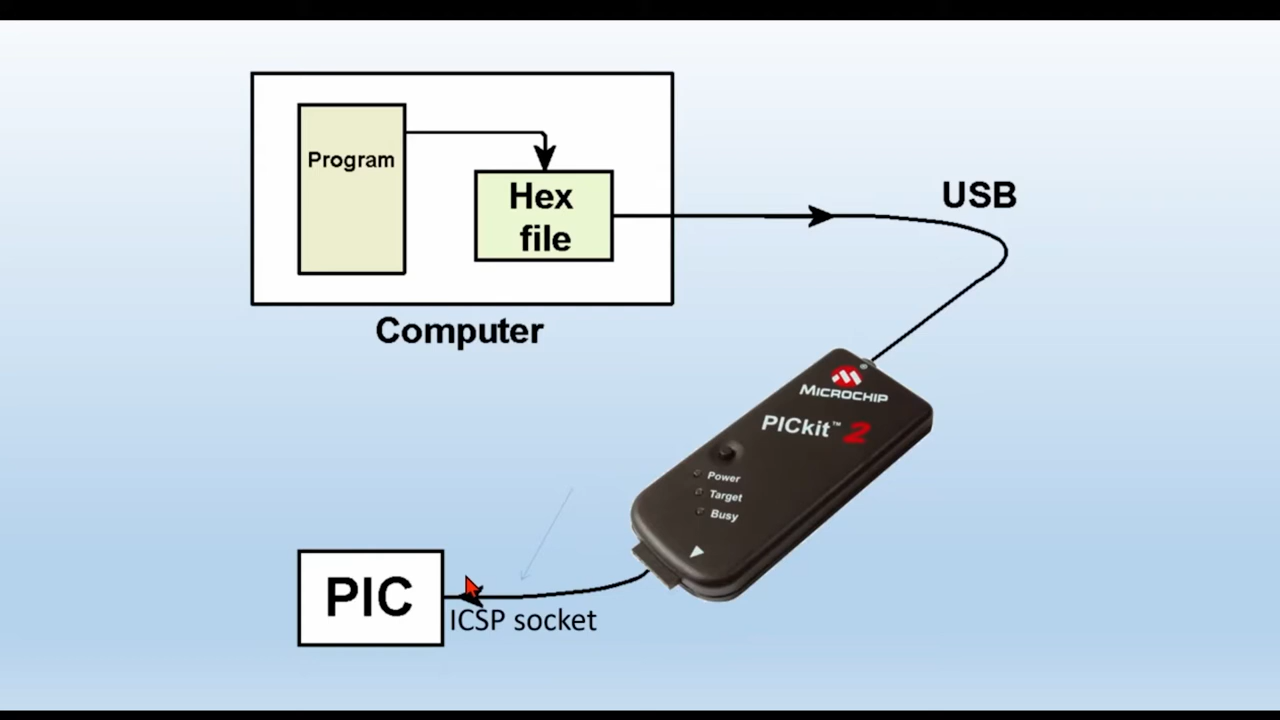 Program
Hex
file
USB
Computer
MICROCHIP
PICkit™ 2
Power
Target
Busy
PIC
ICSP socket